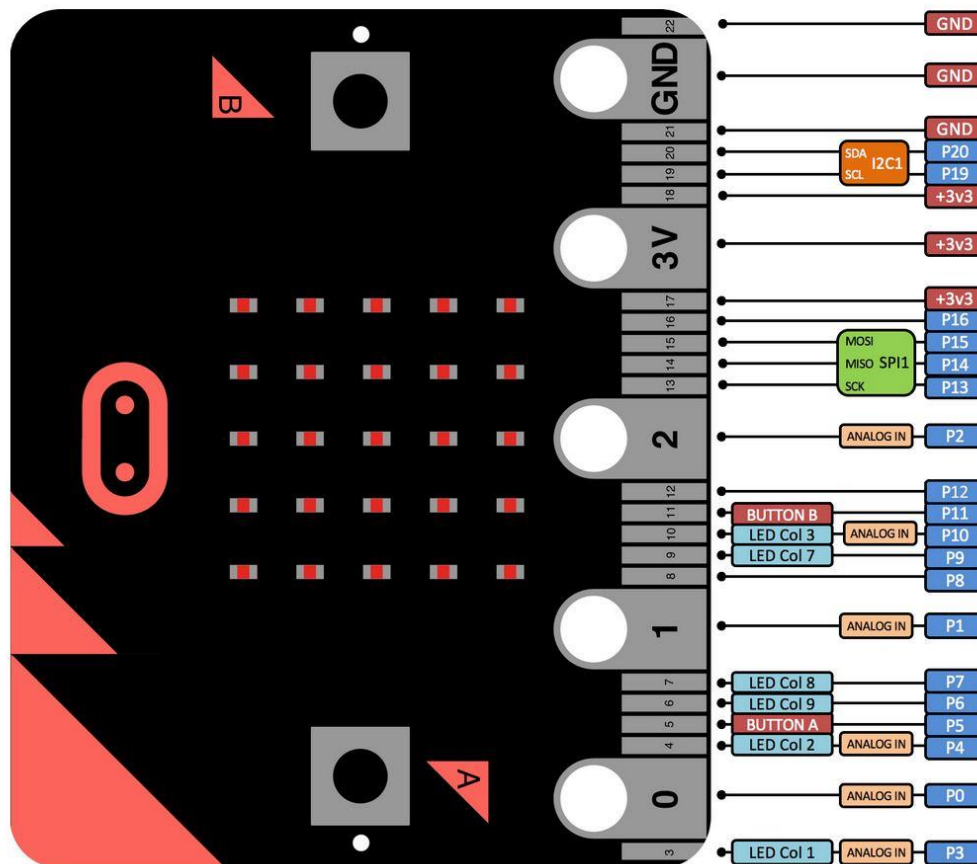 22 GND
GND GND
21 GND
20 SDA I2C1 P20
19 SCL P19
18 +3v3
3V +3v3
17 +3v3
16 P16
15 MOSI P15
14 MISO SPI1 P14
13 SCK P13
2 ANALOG IN P2
12 P12
11 BUTTON B P11
10 LED Col 3 ANALOG IN P10
9 LED Col 7 P9
8 P8
1 ANALOG IN P1
7 LED Col 8 P7
6 LED Col 9 P6
5 BUTTON A P5
4 LED Col 2 ANALOG IN P4
0 ANALOG IN P0
3 LED Col 1 ANALOG IN P3
B
A